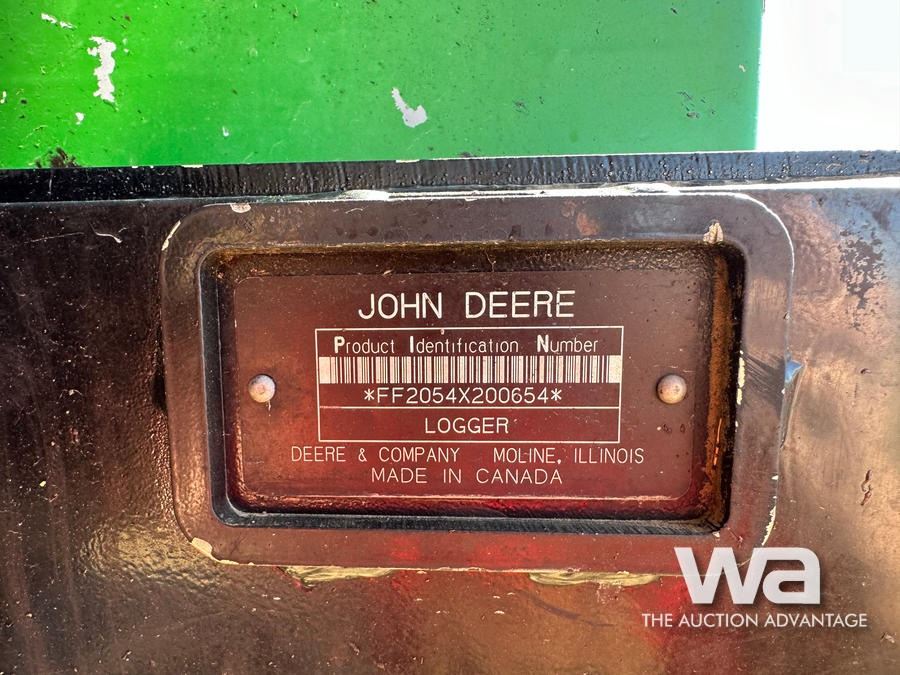 JOHN DEERE
Product Identification Number
*FF2054X200654*
LOGGER
DEERE & COMPANY MOLINE, ILLINOIS
MADE IN CANADA
wa
THE AUCTION ADVANTAGE